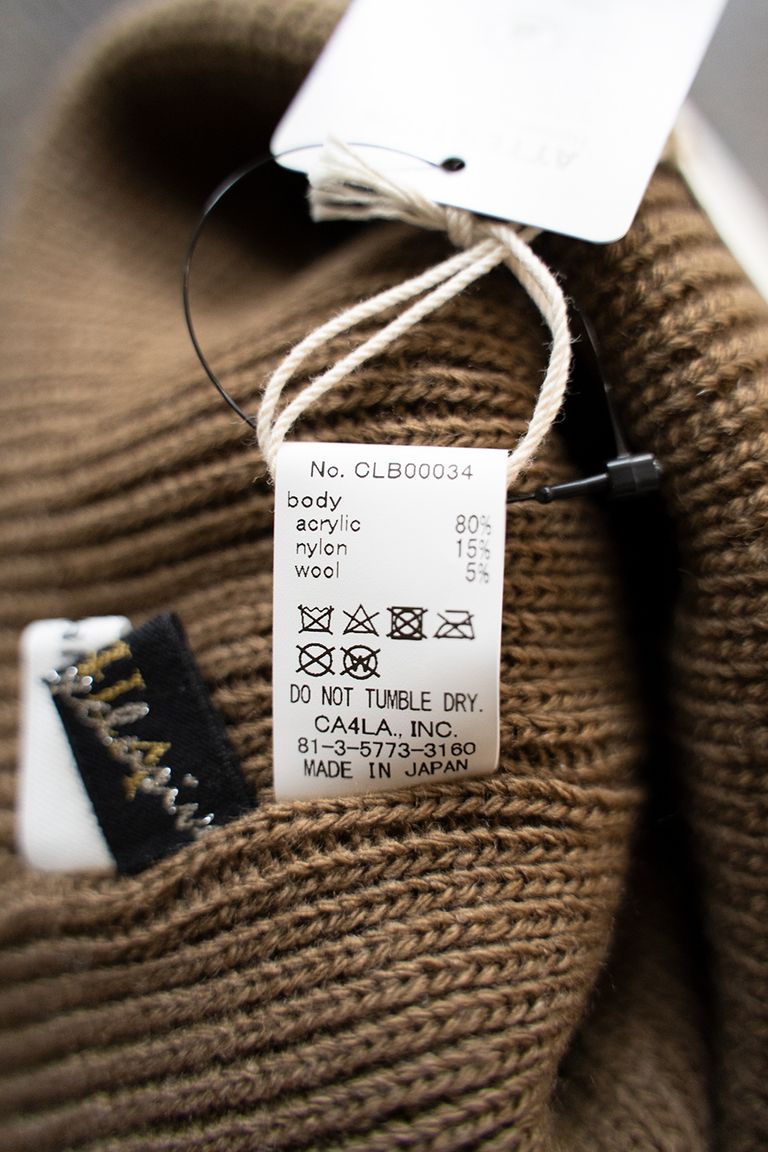 No. CLB00034
body
acrylic 80%
nylon 15%
wool 5%
DO NOT TUMBLE DRY.
CA4LA., INC.
81-3-5773-3160
MADE IN JAPAN